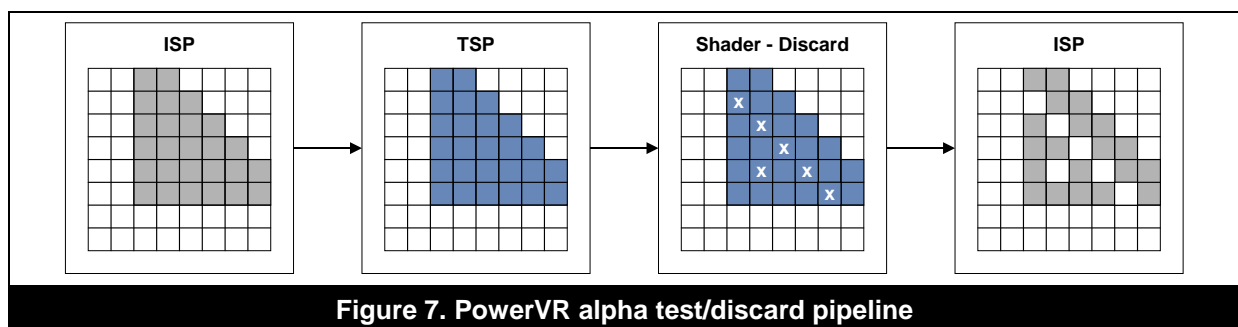 ISP
TSP
Shader - Discard
ISP
x
x
x
x x
x
Figure 7. PowerVR alpha test/discard pipeline